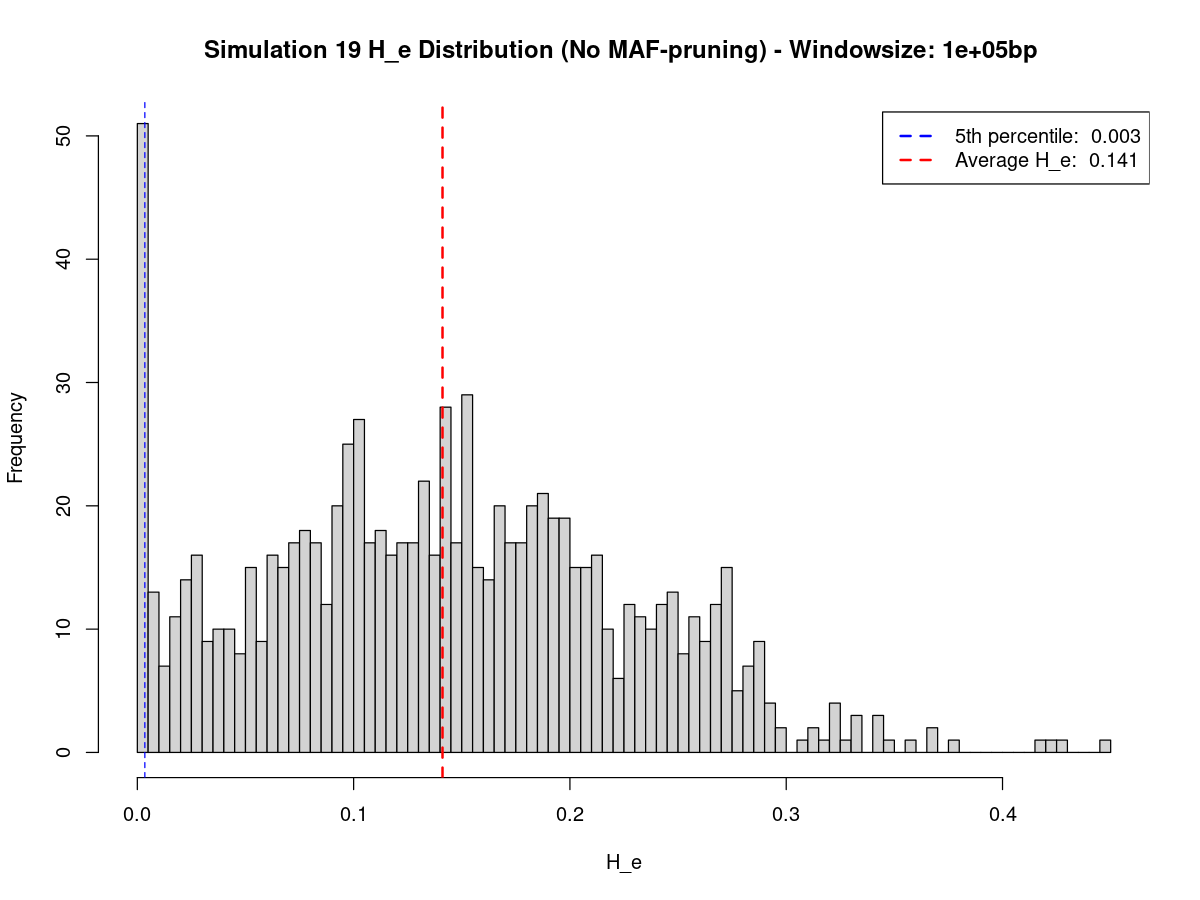 Simulation 19 H_e Distribution (No MAF-pruning) - Windowsize: 1e+05bp
5th percentile:  0.003
Average H_e:  0.141
50
40
30
20
10
0
Frequency
0.0 0.1 0.2 0.3 0.4
H_e